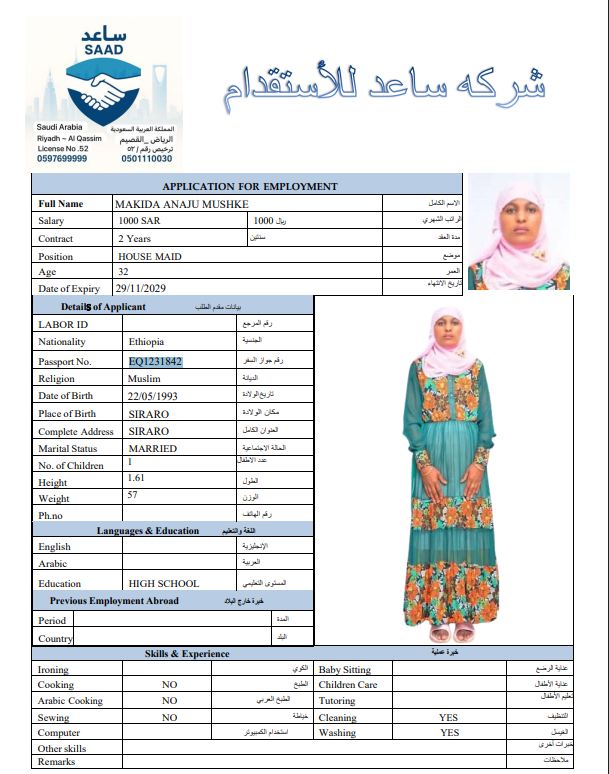 ساعد
SAAD
Saudi Arabia المملكة العربية السعودية
Riyadh ~ Al Qassim الرياض _ القصيم
License No .52 ترخيص رقم / ٥٢
0597699999 0501110030
شركه ساعد للأستقدام
APPLICATION FOR EMPLOYMENT
Full Name MAKIDA ANAJU MUSHKE الاسم الكامل
Salary 1000 SAR 1000 ريال الراتب الشهري
Contract 2 Years سنتين مدة العقد
Position HOUSE MAID موضع
Age 32 العمر
Date of Expiry 29/11/2029 تاريخ الانتهاء
Details of Applicant بيانات مقدم الطلب
LABOR ID رقم المرجع
Nationality Ethiopia الجنسية
Passport No. EQ1231842 رقم جواز السفر
Religion Muslim الديانة
Date of Birth 22/05/1993 تاريخ الولادة
Place of Birth SIRARO مكان الولادة
Complete Address SIRARO العنوان الكامل
Marital Status MARRIED الحالة الإجتماعية
No. of Children 1 عدد الاطفال
Height 1.61 الطول
Weight 57 الوزن
Ph.no رقم الهاتف
Languages & Education اللغة والتعليم
English الإنجليزية
Arabic العربية
Education HIGH SCHOOL المستوى التعليمي
Previous Employment Abroad خبرة خارج البلاد
Period المدة
Country البلد
Skills & Experience خبرة عملية
Ironing الكوي Baby Sitting عناية الرضع
Cooking NO الطبخ Children Care عناية الأطفال
Arabic Cooking NO الطبخ العربي Tutoring تعليم الأطفال
Sewing NO خياطة Cleaning YES التنظيف
Computer استخدام الكمبيوتر Washing YES الغسيل
Other skills خبرات أخرى
Remarks ملاحظات